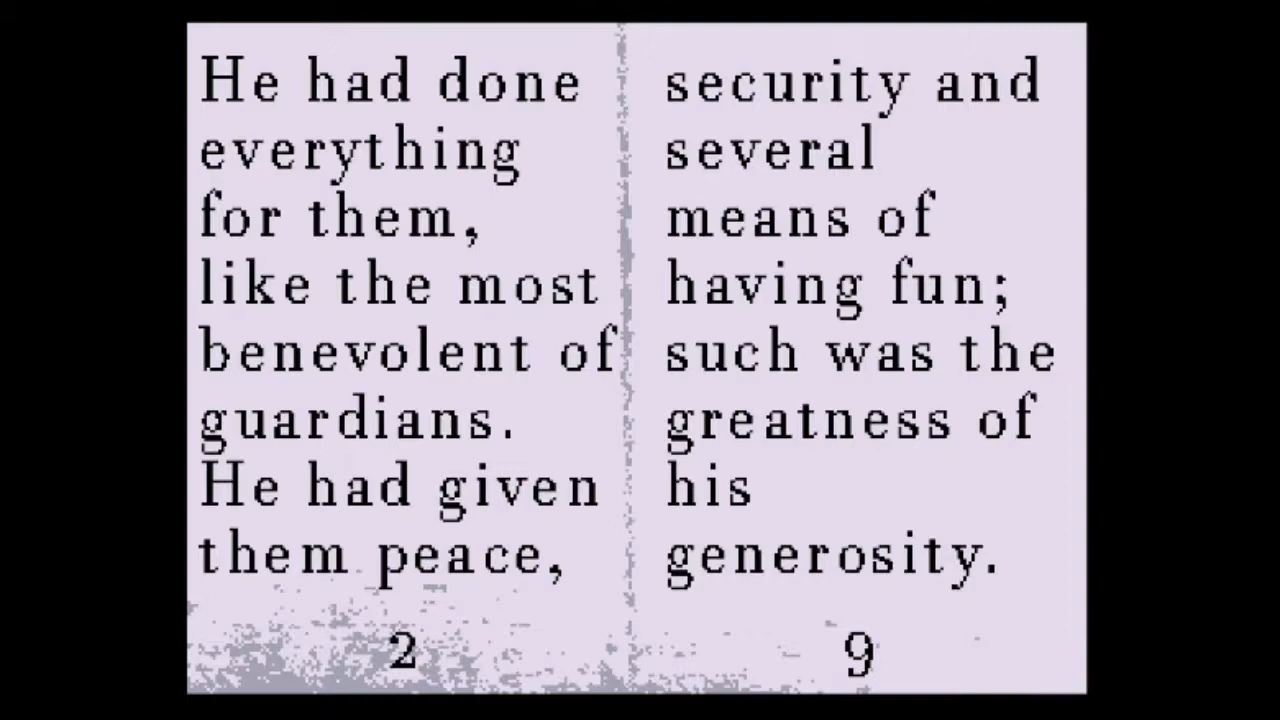 He had done
everything
for them,
like the most
benevolent of
guardians.
He had given
them peace,
2
security and
several
means of
having fun;
such was the
greatness of
his
generosity.
9